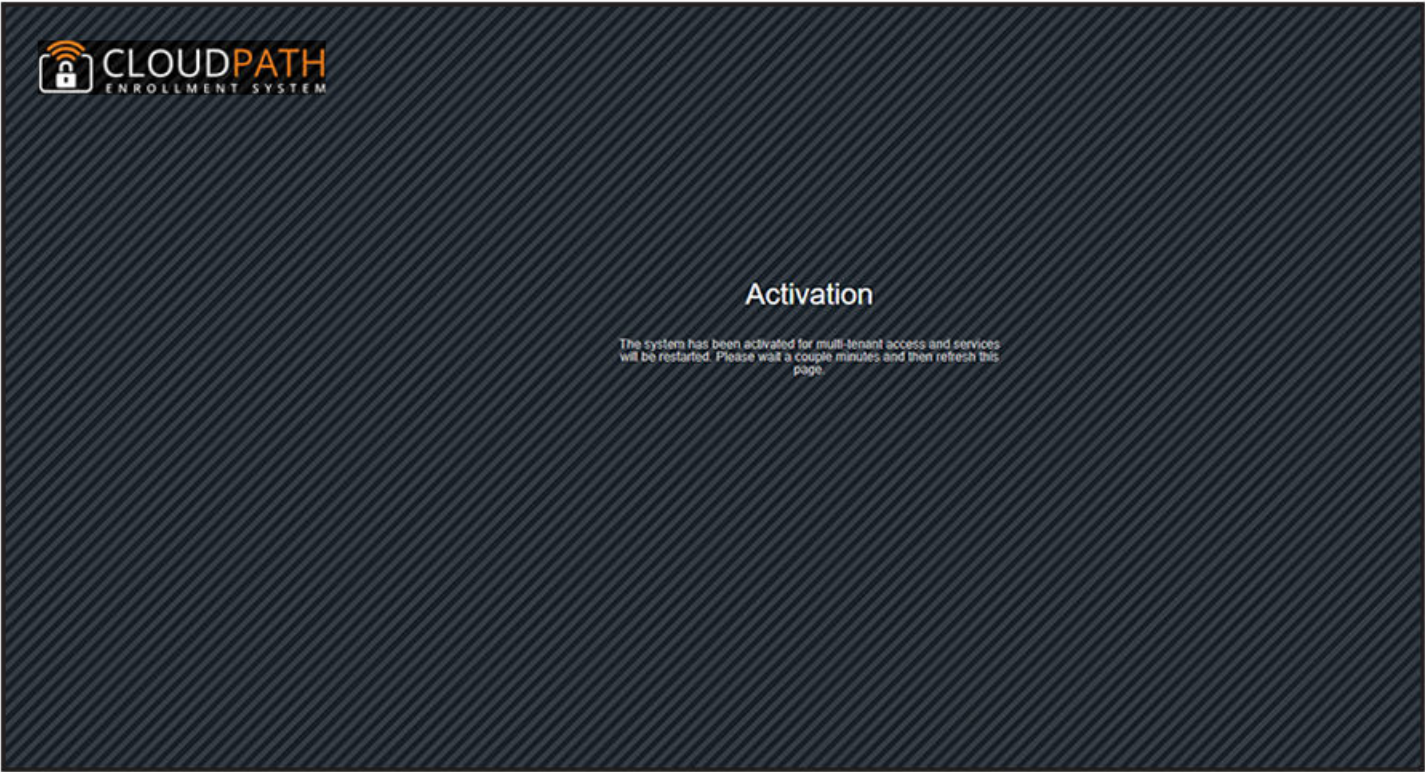 CLOUDPATH
ENROLLMENT SYSTEM
Activation
The system has been activated for multi-tenant access and services
will be restarted. Please wait a couple minutes and then refresh this
page.